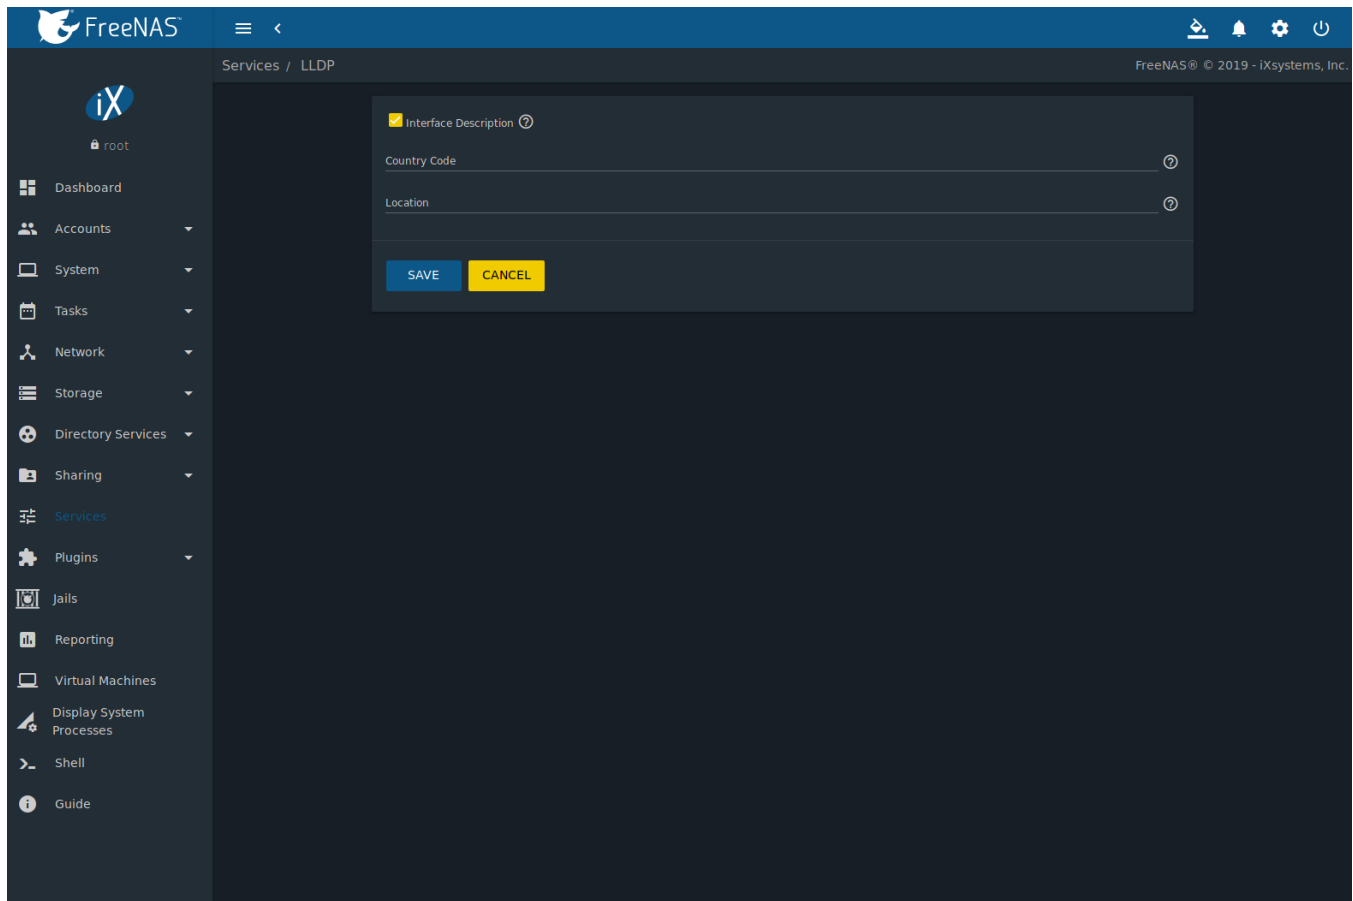 FreeNAS™
Services / LLDP
FreeNAS® © 2019 - iXsystems, Inc.
iX
root
Dashboard
Accounts
System
Tasks
Network
Storage
Directory Services
Sharing
Services
Plugins
Jails
Reporting
Virtual Machines
Display System
Processes
Shell
Guide
Interface Description
Country Code
Location
SAVE CANCEL